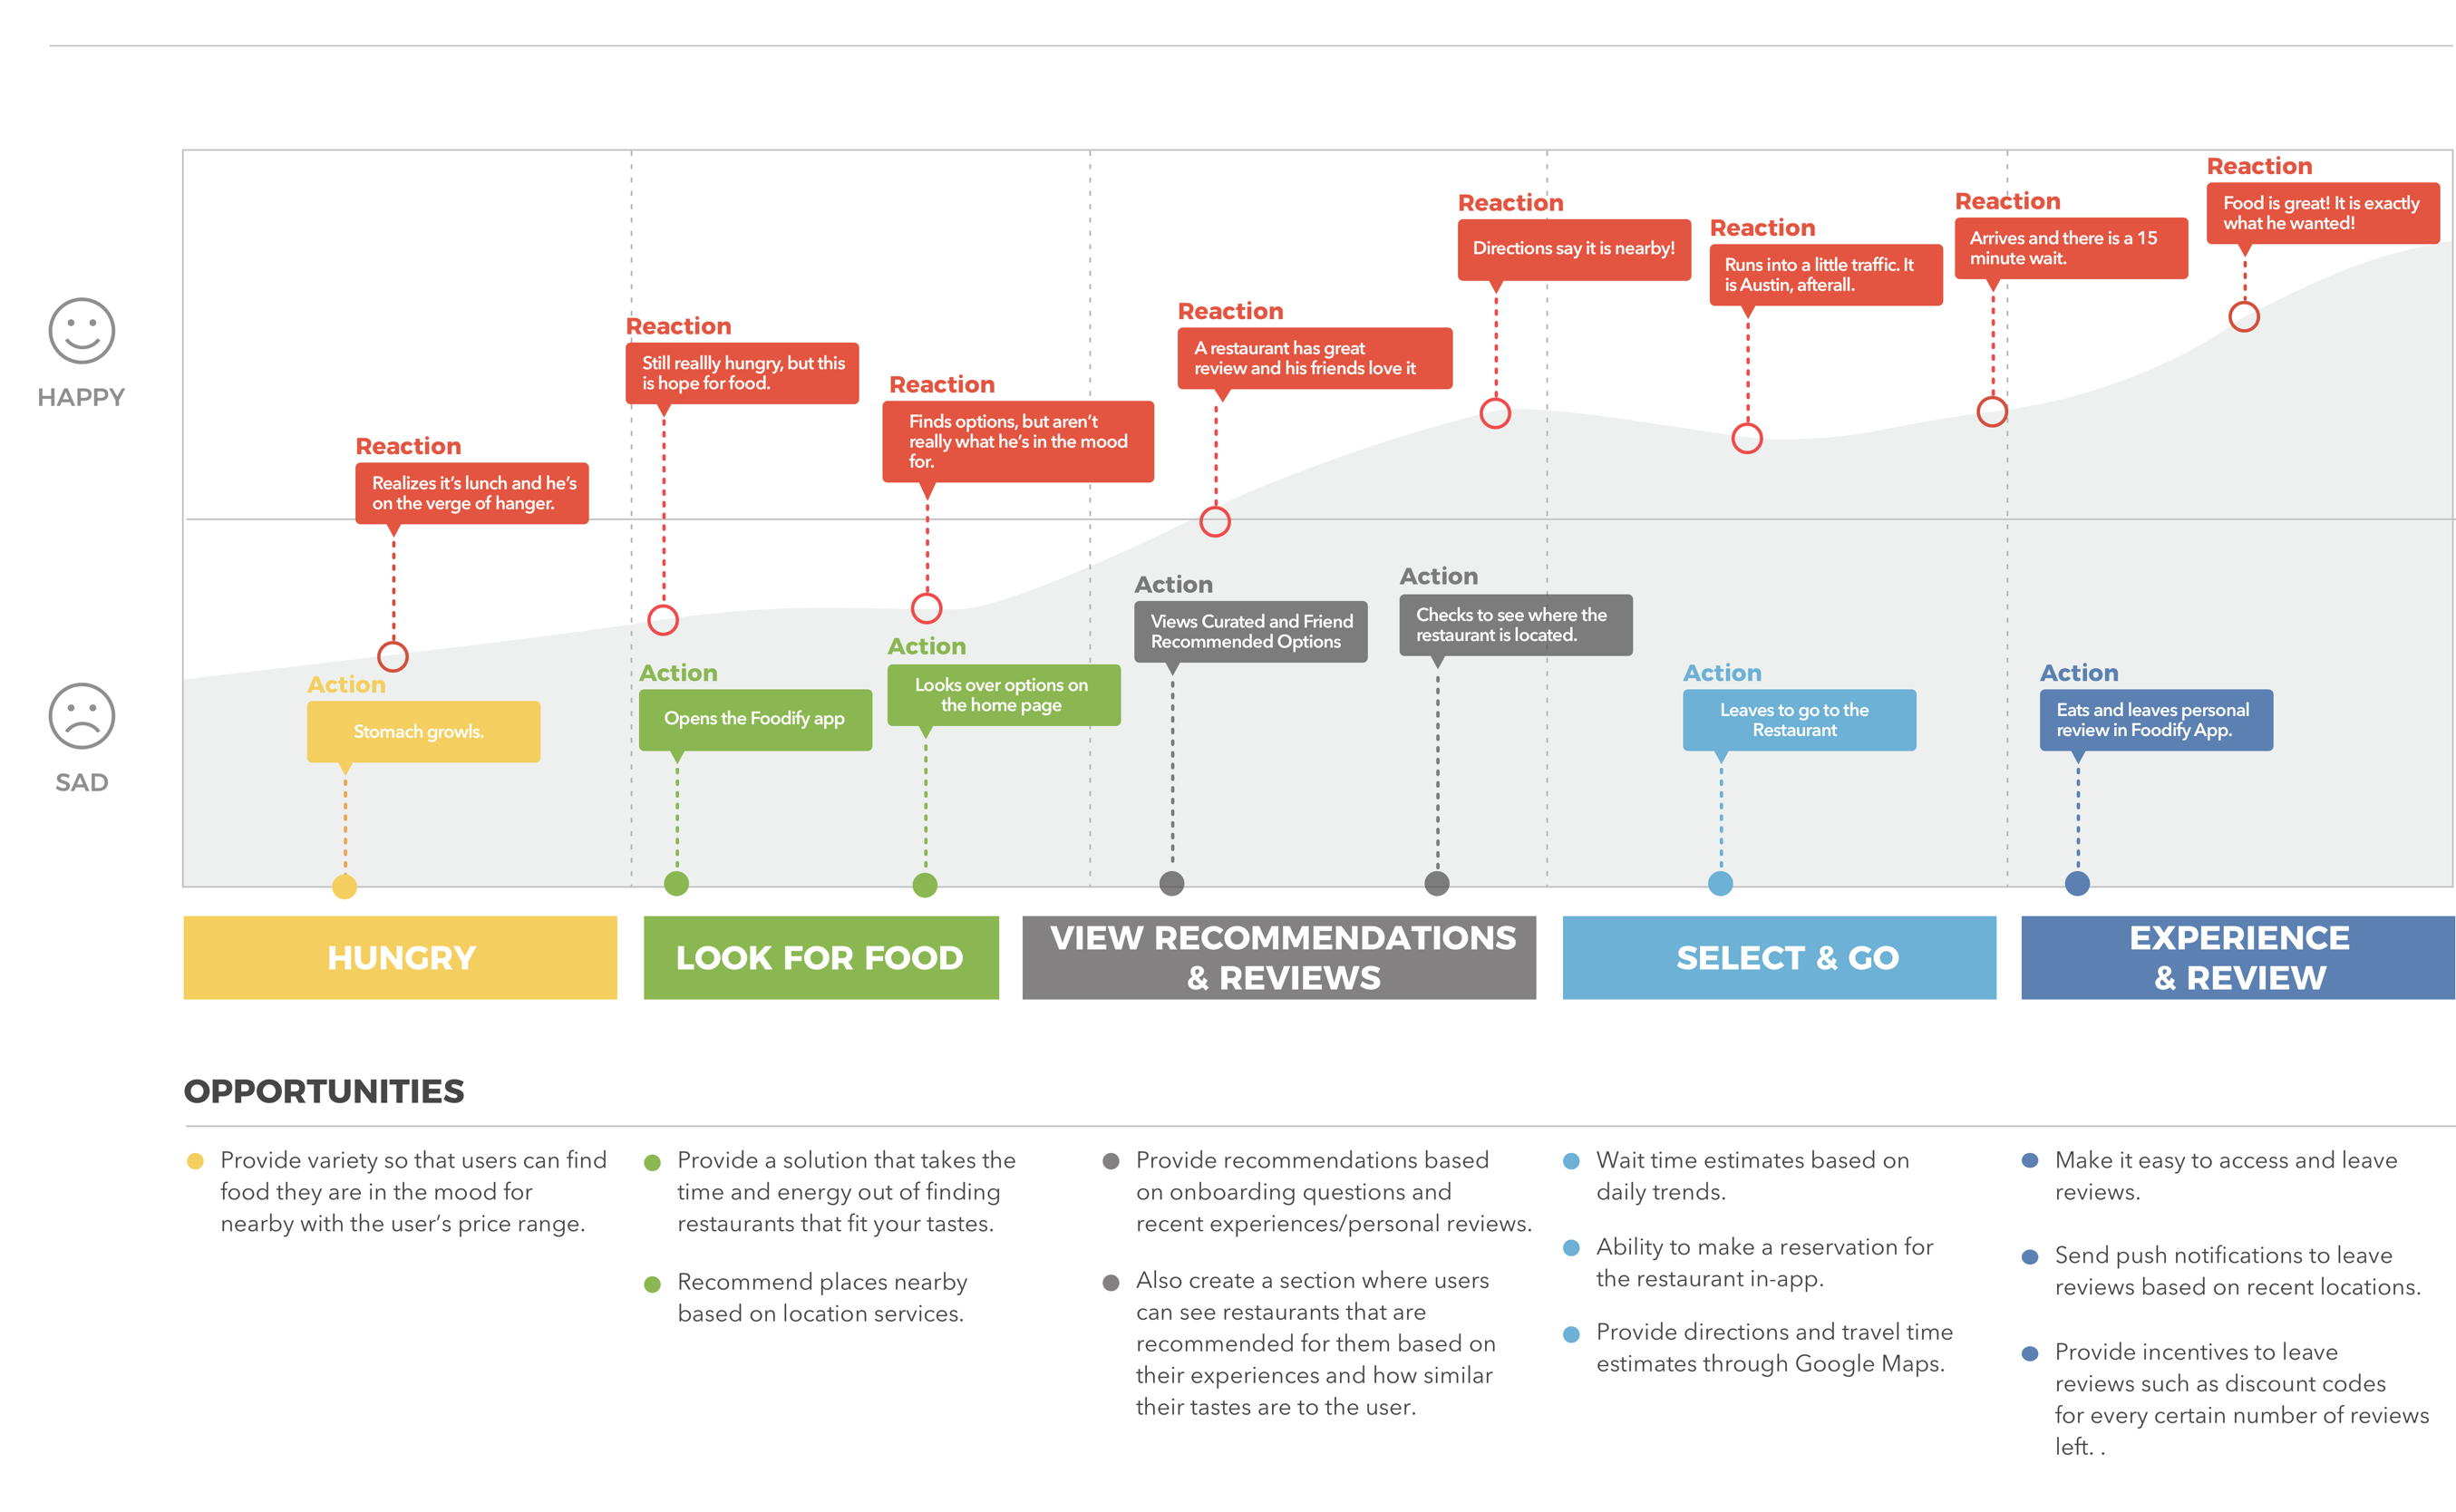 HAPPY
SAD
Reaction
Realizes it's lunch and he's
on the verge of hanger.
Reaction
Still reallly hungry, but this
is hope for food.
Reaction
Finds options, but aren't
really what he's in the mood
for.
Reaction
A restaurant has great
review and his friends love it
Reaction
Directions say it is nearby!
Reaction
Runs into a little traffic. It
is Austin, afterall.
Reaction
Arrives and there is a 15
minute wait.
Reaction
Food is great! It is exactly
what he wanted!
Action
Stomach growls.
Action
Opens the Foodify app
Action
Looks over options on
the home page
Action
Views Curated and Friend
Recommended Options
Action
Checks to see where the
restaurant is located.
Action
Leaves to go to the
Restaurant
Action
Eats and leaves personal
review in Foodify App.
HUNGRY
LOOK FOR FOOD
VIEW RECOMMENDATIONS
& REVIEWS
SELECT & GO
EXPERIENCE
& REVIEW
OPPORTUNITIES
Provide variety so that users can find
food they are in the mood for
nearby with the user's price range.
Provide a solution that takes the
time and energy out of finding
restaurants that fit your tastes.
Recommend places nearby
based on location services.
Provide recommendations based
on onboarding questions and
recent experiences/personal reviews.
Also create a section where users
can see restaurants that are
recommended for them based on
their experiences and how similar
their tastes are to the user.
Wait time estimates based on
daily trends.
Ability to make a reservation for
the restaurant in-app.
Provide directions and travel time
estimates through Google Maps.
Make it easy to access and leave
reviews.
Send push notifications to leave
reviews based on recent locations.
Provide incentives to leave
reviews such as discount codes
for every certain number of reviews
left. .